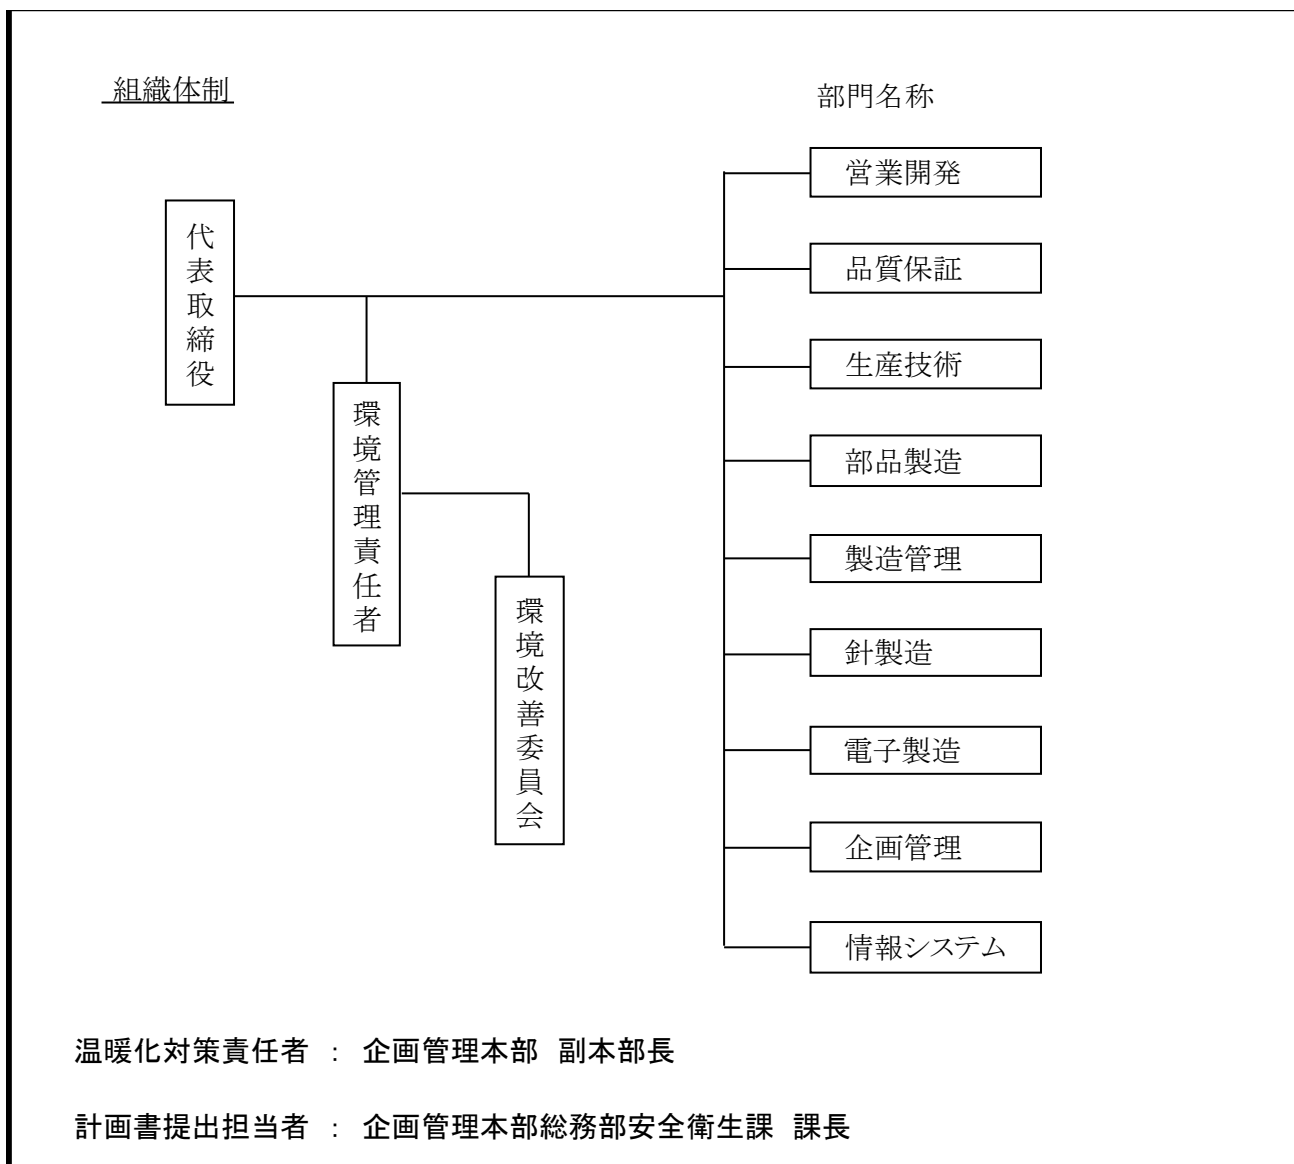 組織体制
部門名称
代表取締役
環境管理責任者
環境改善委員会
営業開発
品質保証
生産技術
部品製造
製造管理
針製造
電子製造
企画管理
情報システム
温暖化対策責任者 : 企画管理本部 副本部長
計画書提出担当者 : 企画管理本部総務部安全衛生課 課長